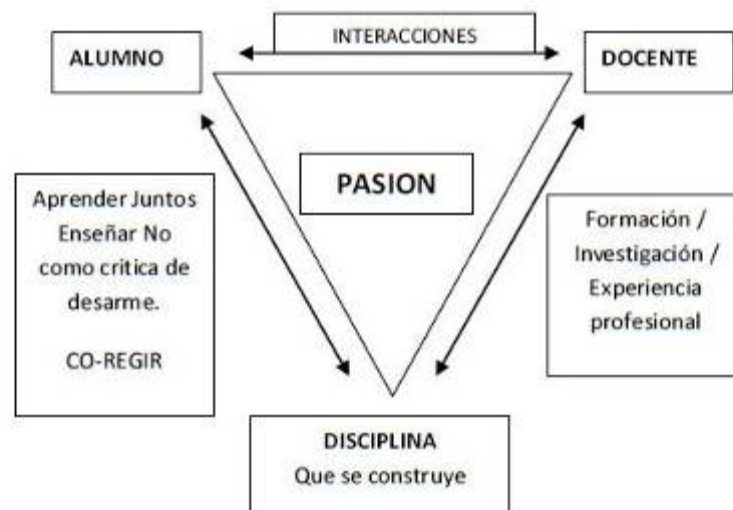 INTERACCIONES
ALUMNO
DOCENTE
PASION
Aprender Juntos
Enseñar No
como critica de
desarme.
CO-REGIR
Formación /
Investigación /
Experiencia
profesional
DISCIPLINA
Que se construye